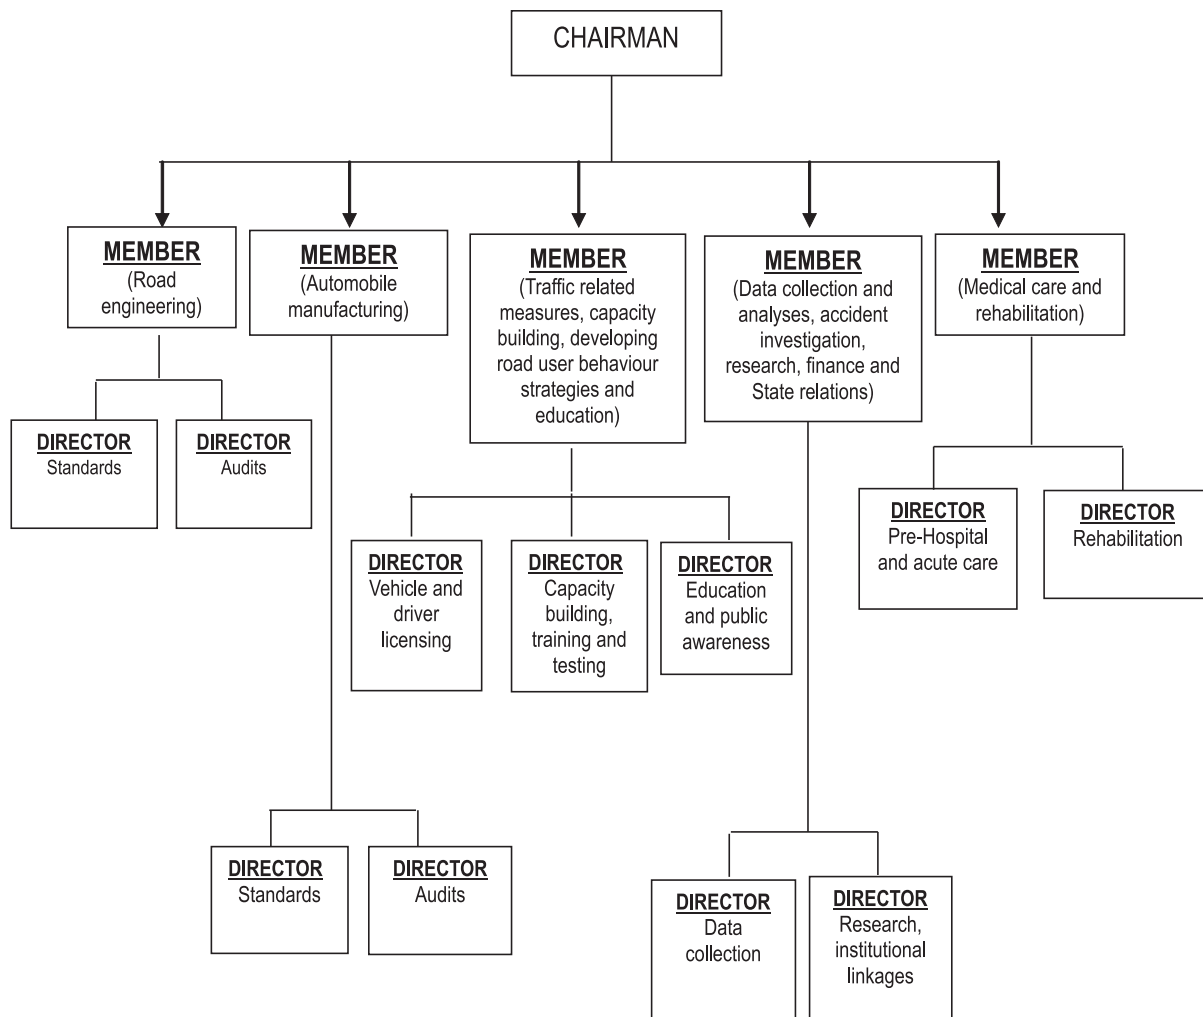 CHAIRMAN
MEMBER
(Road
engineering)
MEMBER
(Automobile
manufacturing)
MEMBER
(Traffic related
measures, capacity
building, developing
road user behaviour
strategies and
education)
MEMBER
(Data collection and
analyses, accident
investigation,
research, finance and
State relations)
MEMBER
(Medical care and
rehabilitation)
DIRECTOR
Standards
DIRECTOR
Audits
DIRECTOR
Vehicle and
driver
licensing
DIRECTOR
Capacity
building,
training and
testing
DIRECTOR
Education
and public
awareness
DIRECTOR
Pre-Hospital
and acute care
DIRECTOR
Rehabilitation
DIRECTOR
Standards
DIRECTOR
Audits
DIRECTOR
Data
collection
DIRECTOR
Research,
institutional
linkages